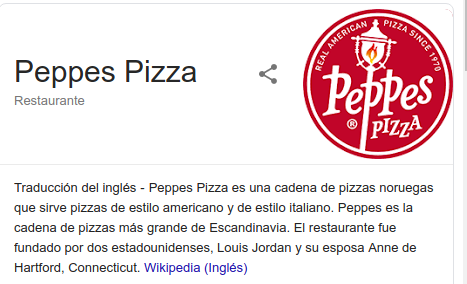 Peppes Pizza
Restaurante
REAL AMERICAN PIZZA SINCE 1970
Peppes
® PIZZA
Traducción del inglés - Peppes Pizza es una cadena de pizzas noruegas
que sirve pizzas de estilo americano y de estilo italiano. Peppes es la
cadena de pizzas más grande de Escandinavia. El restaurante fue
fundado por dos estadounidenses, Louis Jordan y su esposa Anne de
Hartford, Connecticut. Wikipedia (Inglés)